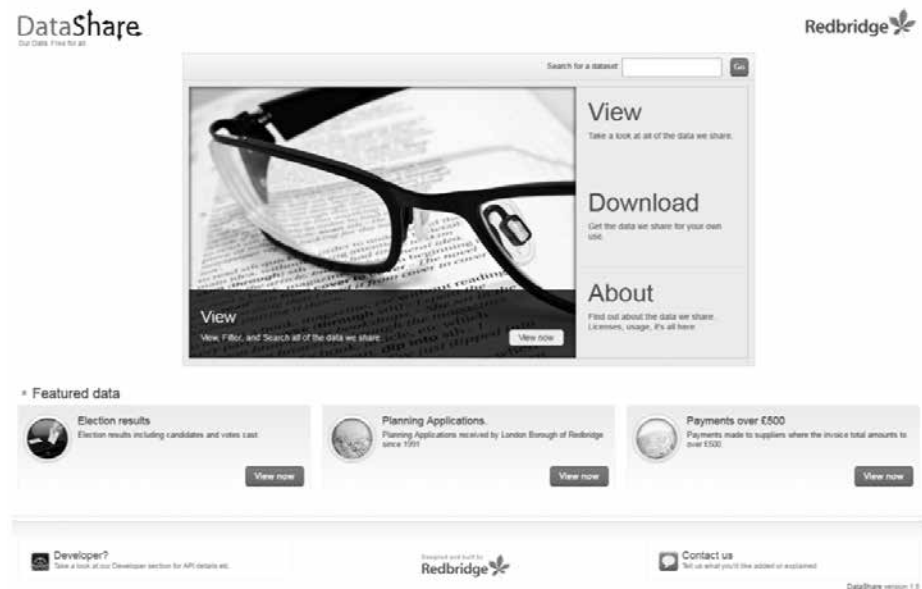 DataShare
Our Data. Free for all.
Redbridge
Search for a dataset
Go
View
Take a look at all of the data we share.
Download
Get the data we share for your own
use.
About
Find out about the data we share.
Licenses, usage, it's all here.
View
View, Filter, and Search all of the data we share
View now
Featured data
Election results
Election results including candidates and votes cast
View now
Planning Applications.
Planning Applications received by London Borough of Redbridge
since 1991
View now
Payments over £500
Payments made to suppliers where the invoice total amounts to
over £500
View now
Developer?
Take a look at our Developer section for API details etc.
Designed and built by
Redbridge
Contact us
Tell us what you'd like added or explained
DataShare version 1.5